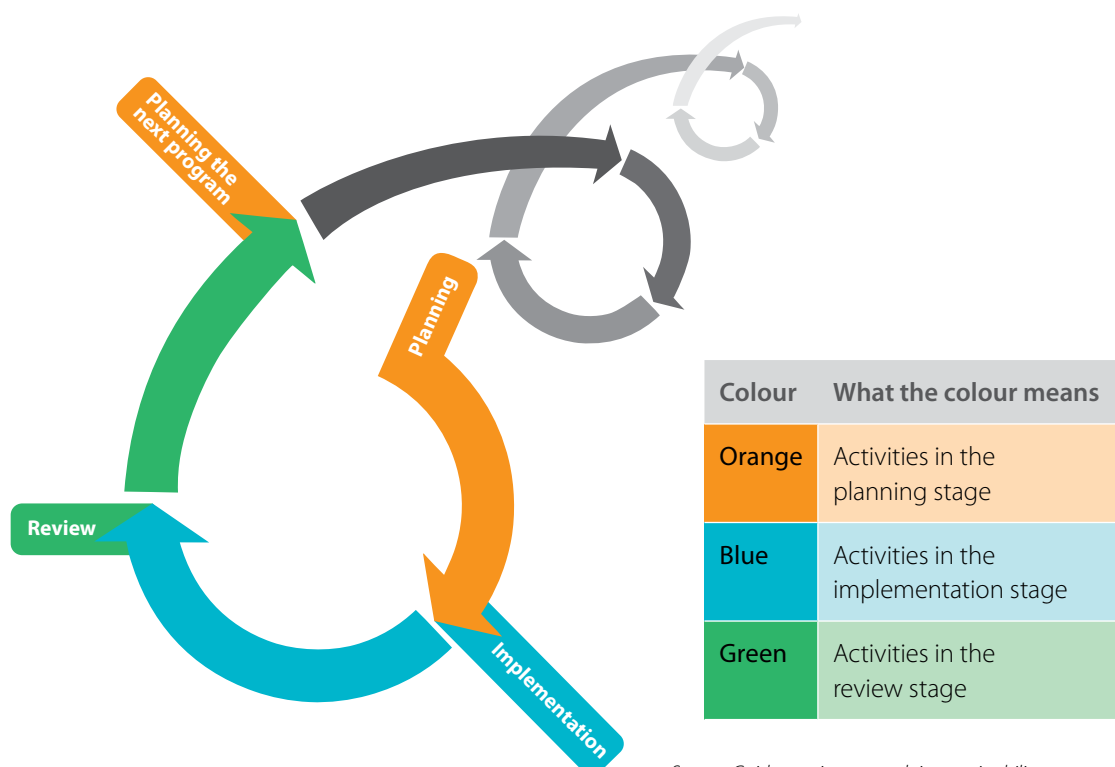 Planning the
next program
Planning
Review
Implementation
Colour What the colour means
Orange Activities in the
planning stage
Blue Activities in the
implementation stage
Green Activities in the
review stage